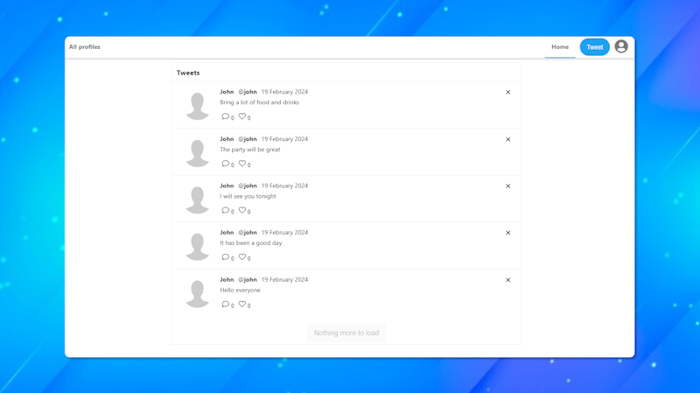 All profiles Home Tweet
Tweets
John @john 19 February 2024
Bring a lot of food and drinks
0 0
John @john 19 February 2024
The party will be great
0 0
John @john 19 February 2024
I will see you tonight
0 0
John @john 19 February 2024
It has been a good day
0 0
John @john 19 February 2024
Hello everyone
0 0
Nothing more to load